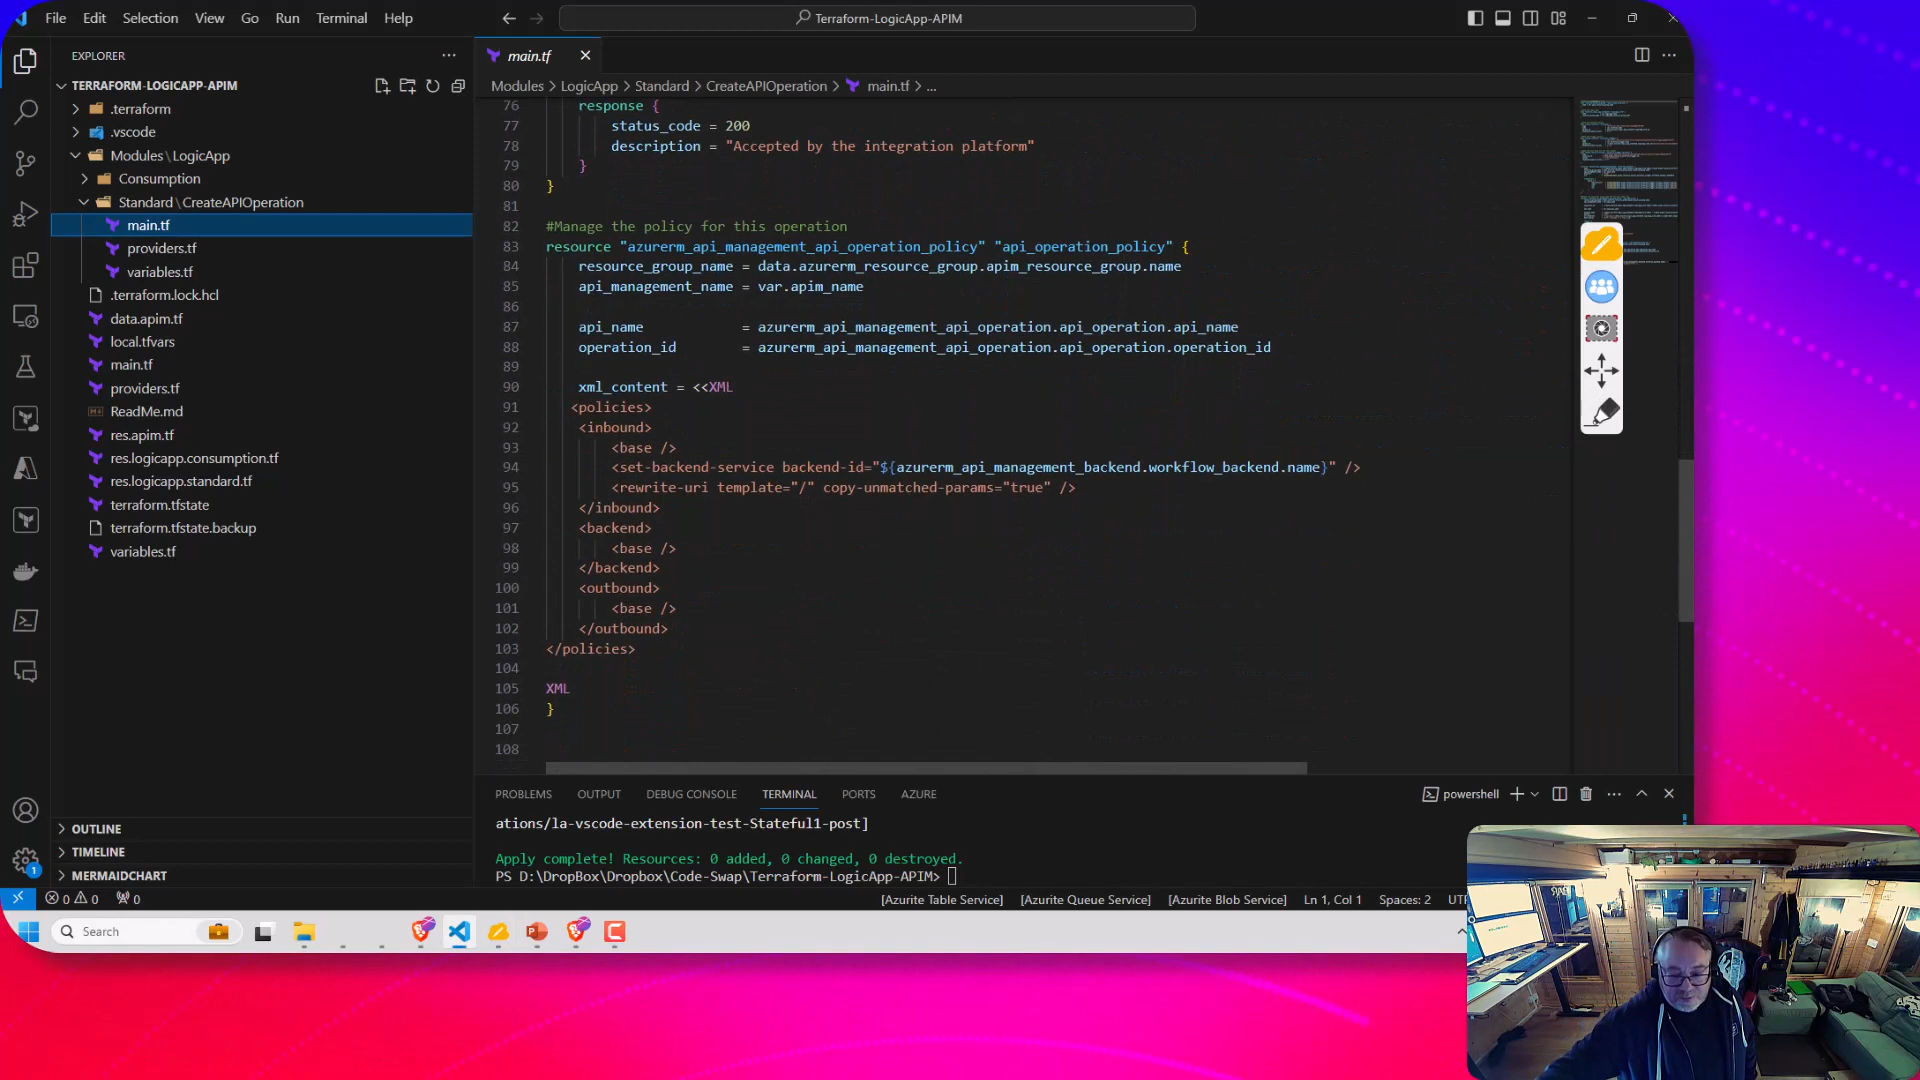 File Edit Selection View Go Run Terminal Help
Terraform-LogicApp-APIM
EXPLORER
TERRAFORM-LOGICAPP-APIM
.terraform
.vscode
Modules\LogicApp
Consumption
Standard\CreateAPIOperation
main.tf
providers.tf
variables.tf
.terraform.lock.hcl
data.apim.tf
local.tfvars
main.tf
providers.tf
ReadMe.md
res.apim.tf
res.logicapp.consumption.tf
res.logicapp.standard.tf
terraform.tfstate
terraform.tfstate.backup
variables.tf
OUTLINE
TIMELINE
MERMAIDCHART
main.tf
Modules > LogicApp > Standard > CreateAPIOperation > main.tf > ...
76 response {
77 status_code = 200
78 description = "Accepted by the integration platform"
79 }
80 }
81
82 #Manage the policy for this operation
83 resource "azurerm_api_management_api_operation_policy" "api_operation_policy" {
84 resource_group_name = data.azurerm_resource_group.apim_resource_group.name
85 api_management_name = var.apim_name
86
87 api_name = azurerm_api_management_api_operation.api_operation.api_name
88 operation_id = azurerm_api_management_api_operation.api_operation.operation_id
89
90 xml_content = <<XML
91 <policies>
92 <inbound>
93 <base />
94 <set-backend-service backend-id="${azurerm_api_management_backend.workflow_backend.name}" />
95 <rewrite-uri template="/" copy-unmatched-params="true" />
96 </inbound>
97 <backend>
98 <base />
99 </backend>
100 <outbound>
101 <base />
102 </outbound>
103 </policies>
104
105 XML
106 }
107
108
PROBLEMS OUTPUT DEBUG CONSOLE TERMINAL PORTS AZURE
powershell
ations/la-vscode-extension-test-Stateful1-post]
Apply complete! Resources: 0 added, 0 changed, 0 destroyed.
PS D:\DropBox\Dropbox\Code-Swap\Terraform-LogicApp-APIM>
1
0 0 0
[Azurite Table Service] [Azurite Queue Service] [Azurite Blob Service] Ln 1, Col 1 Spaces: 2
Search